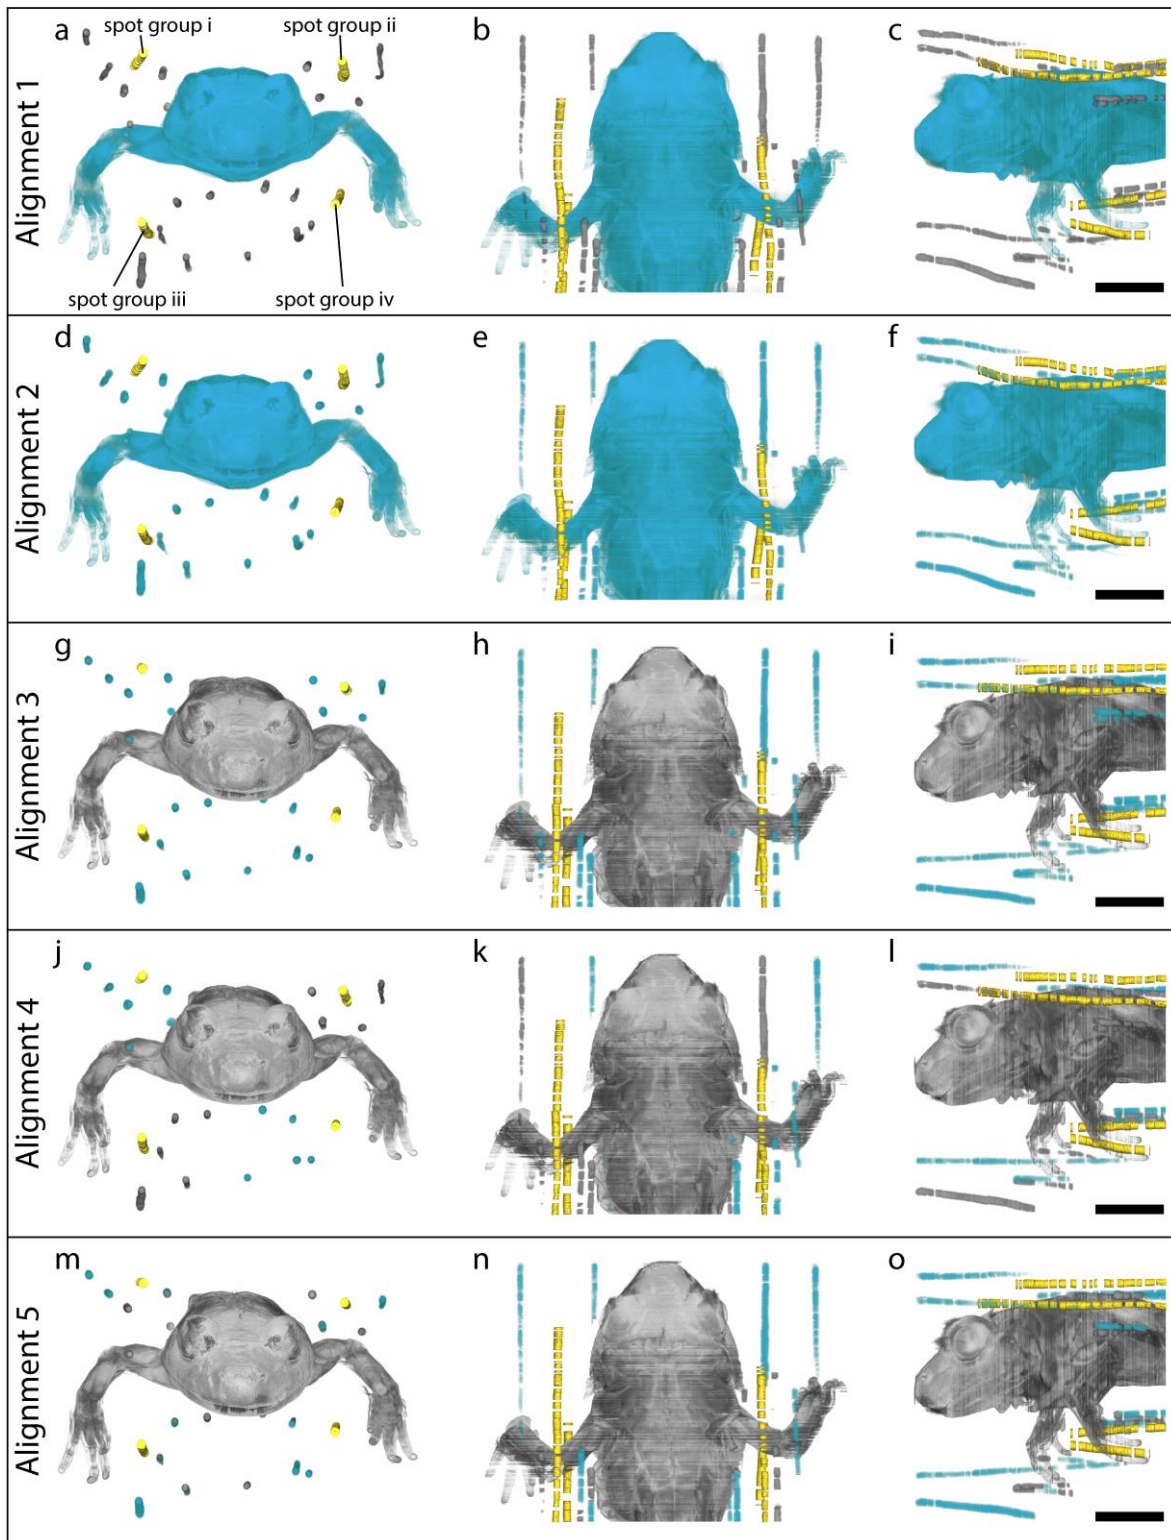 a
spot group i
spot group ii
b
c
Alignment 1
spot group iii
spot group iv
d
e
f
Alignment 2
g
h
i
Alignment 3
j
k
l
Alignment 4
m
n
o
Alignment 5